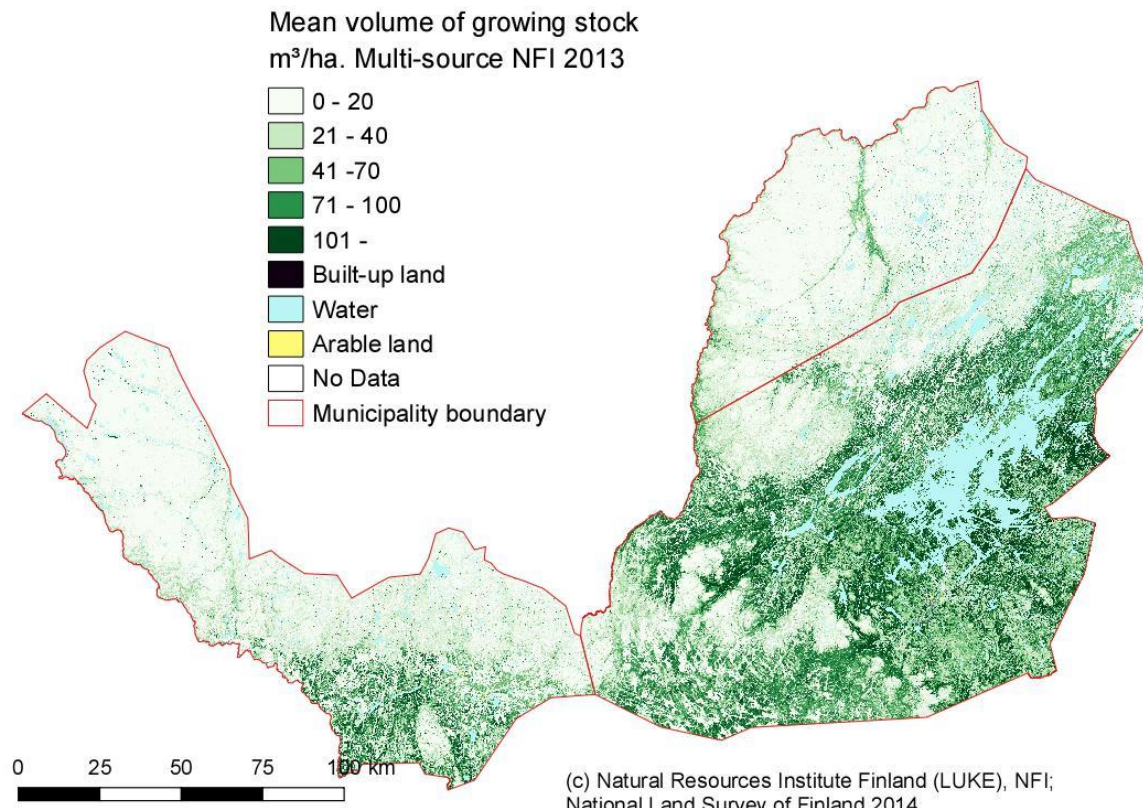 Mean volume of growing stock
m³/ha. Multi-source NFI 2013
0 - 20
21 - 40
41 -70
71 - 100
101 -
Built-up land
Water
Arable land
No Data
Municipality boundary
0 25 50 75 100 km
(c) Natural Resources Institute Finland (LUKE), NFI;
National Land Survey of Finland 2014